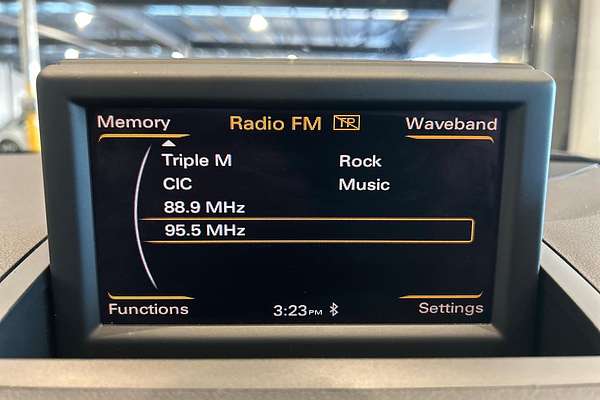 Memory Radio FM TP Waveband
Triple M Rock
CIC Music
88.9 MHz
95.5 MHz
Functions 3:23PM Settings